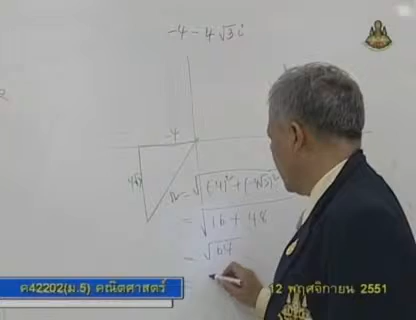 -4 - 4√3i
-4
4√3
r = √(-4)² + (-4√3)²
= √16 + 48
= √64
=
ค42202(ม.5) คณิตศาสตร์
12 พฤศจิกายน 2551